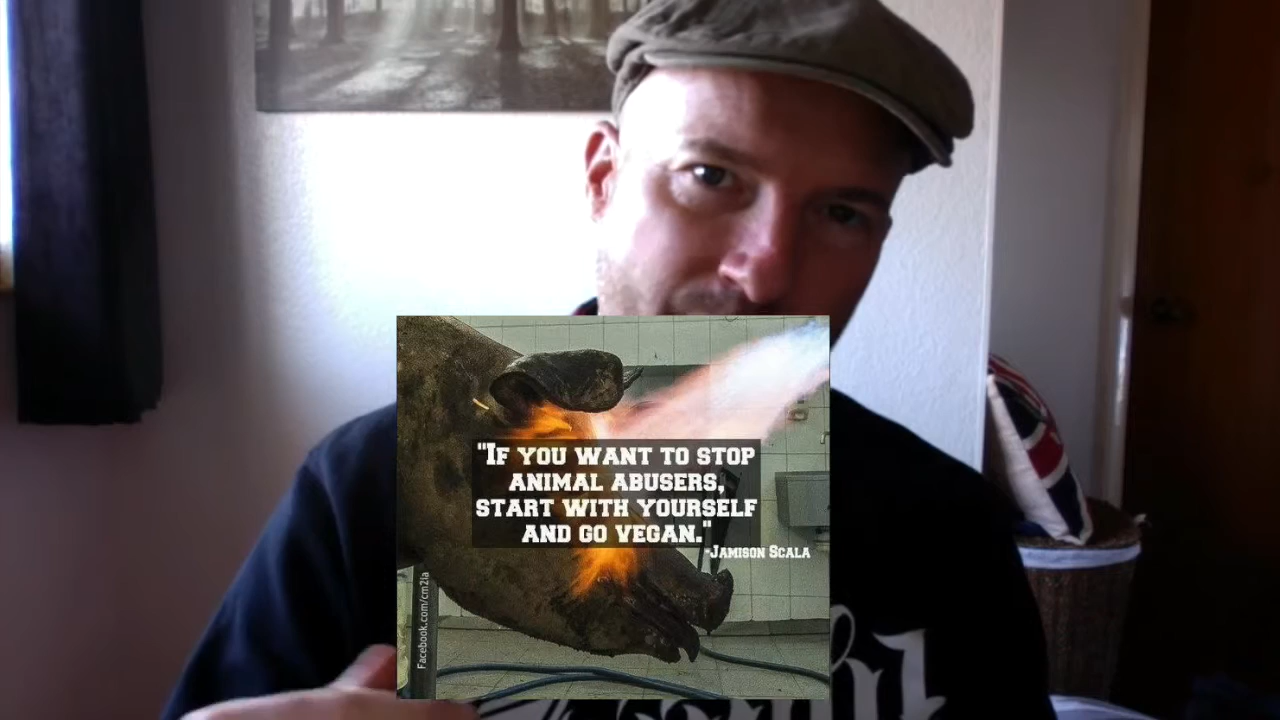 "If you want to stop
animal abusers,
start with yourself
and go vegan."
-Jamison Scala
Facebook.com/cm2la